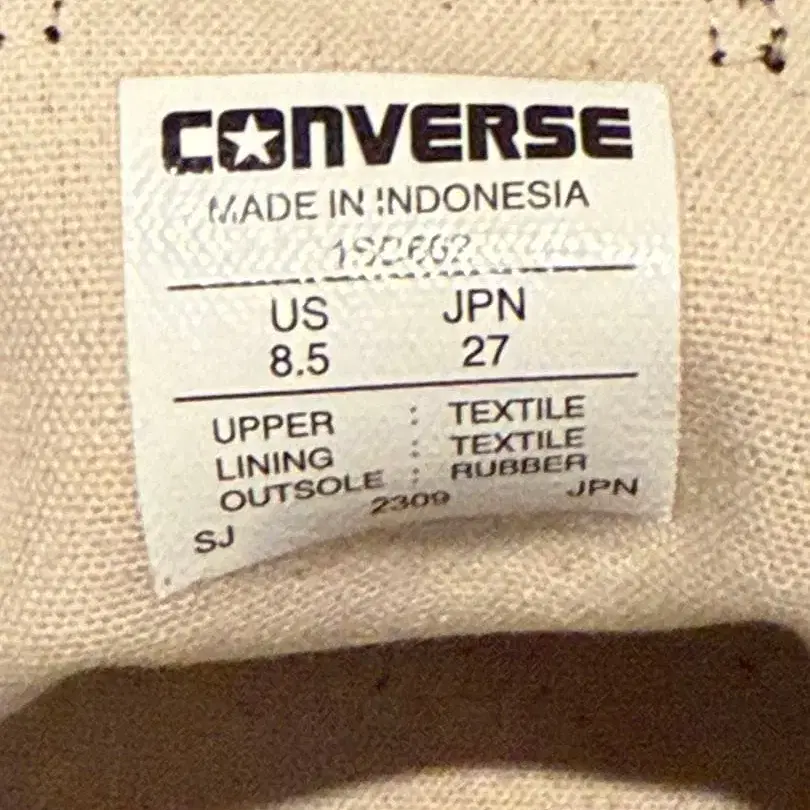 CONVERSE
MADE IN INDONESIA
US JPN
8.5 27
UPPER : TEXTILE
LINING : TEXTILE
OUTSOLE : RUBBER
SJ 2309 JPN